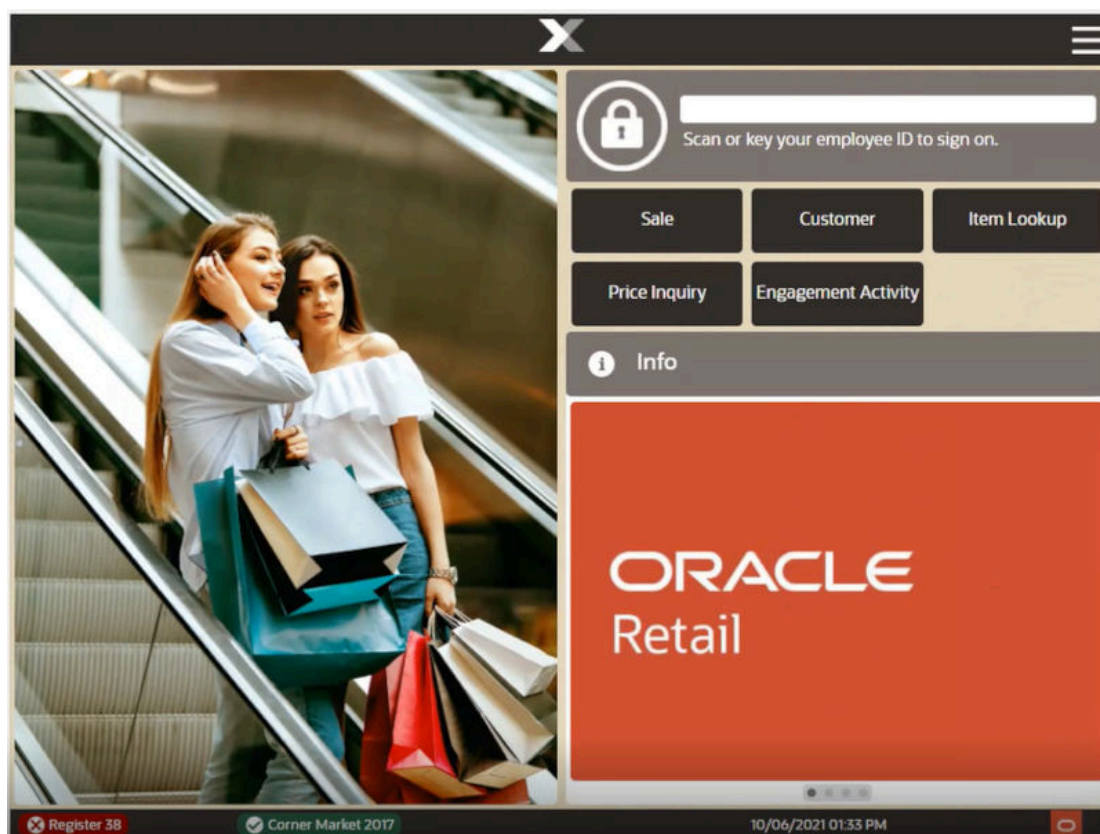 Scan or key your employee ID to sign on.
Sale
Customer
Item Lookup
Price Inquiry
Engagement Activity
Info
ORACLE
Retail
Register 38
Corner Market 2017
10/06/2021 01:33 PM